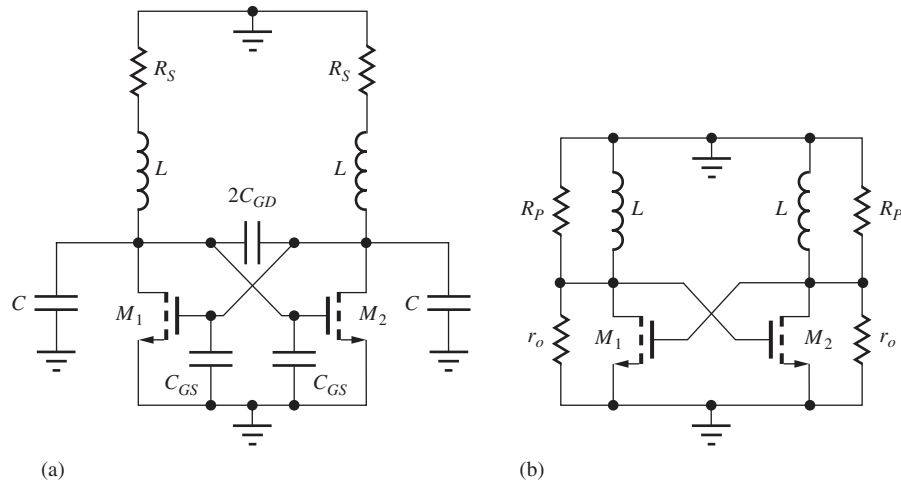 R_S
R_S
L
L
2C_GD
C
M_1
M_2
C
C_GS
C_GS
(a)
R_P
L
L
R_P
r_o
M_1
M_2
r_o
(b)